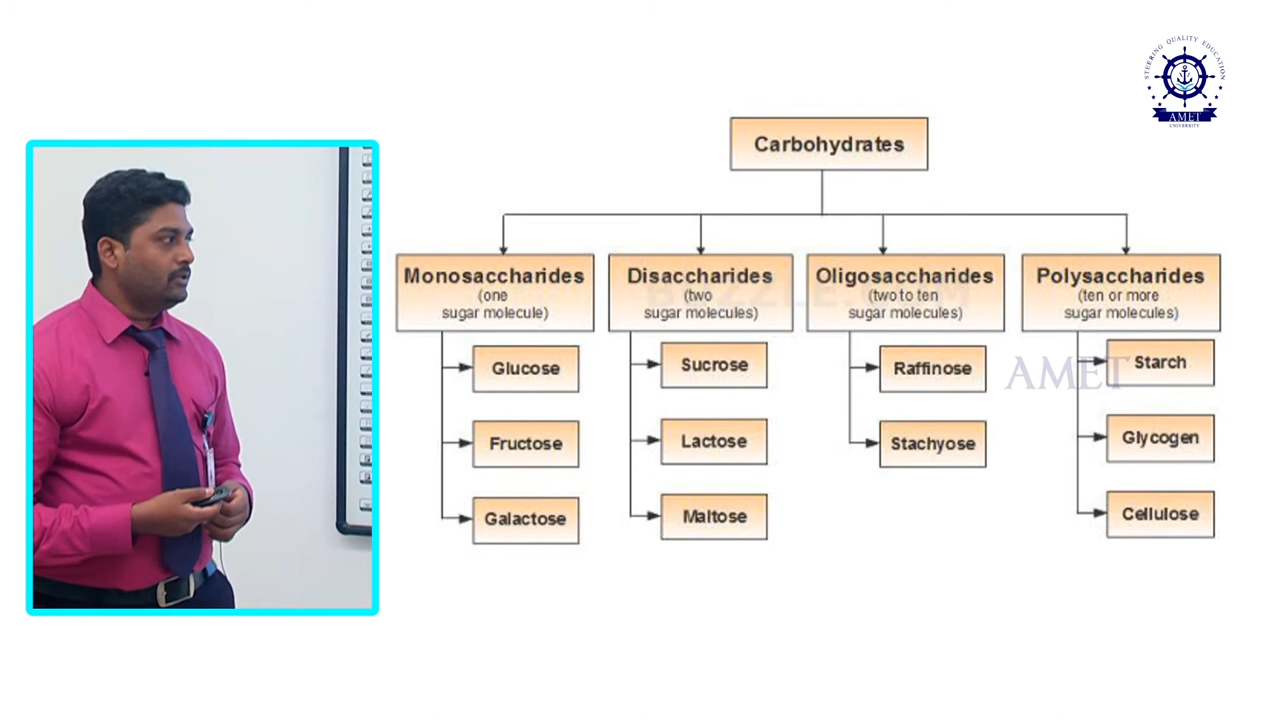 STEERING QUALITY EDUCATION
AMET
UNIVERSITY
Carbohydrates
Monosaccharides
(one
sugar molecule)
Disaccharides
(two
sugar molecules)
Oligosaccharides
(two to ten
sugar molecules)
Polysaccharides
(ten or more
sugar molecules)
Glucose
Fructose
Galactose
Sucrose
Lactose
Maltose
Raffinose
Stachyose
AMET
Starch
Glycogen
Cellulose